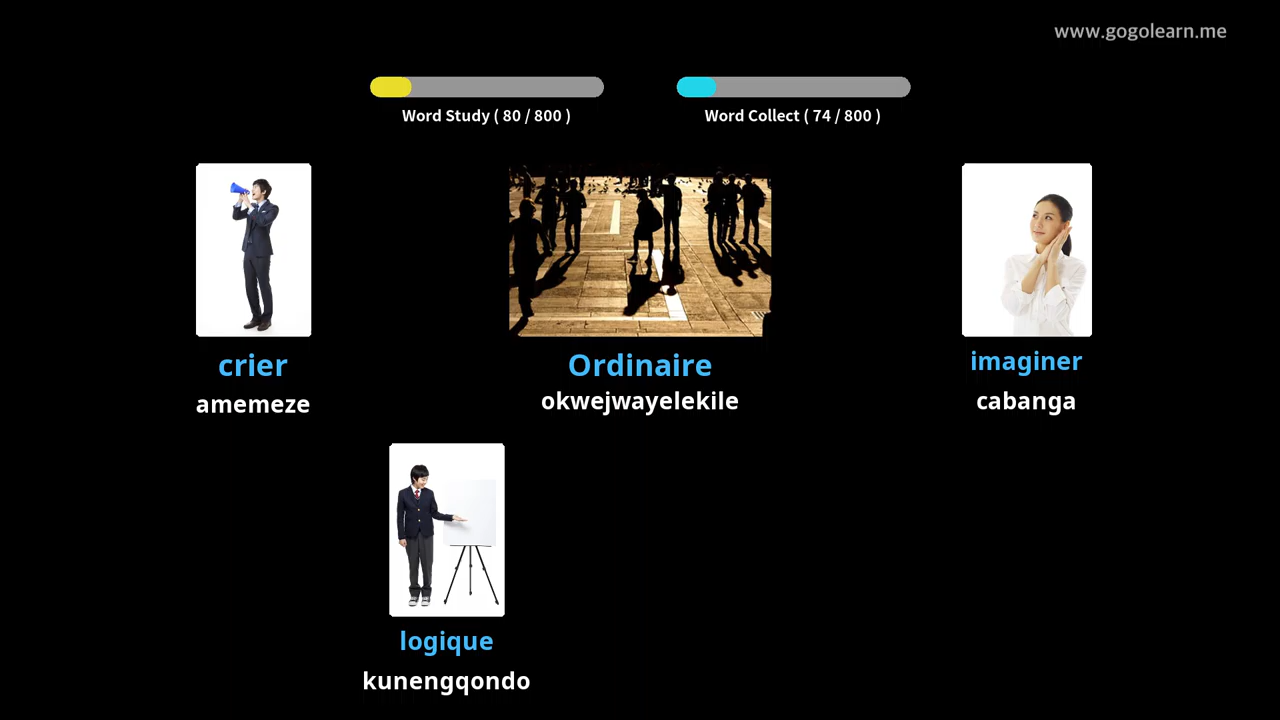 www.gogolearn.me
Word Study ( 80 / 800 )
Word Collect ( 74 / 800 )
crier
amemeze
Ordinaire
okwejwayelekile
imaginer
cabanga
logique
kunengqondo